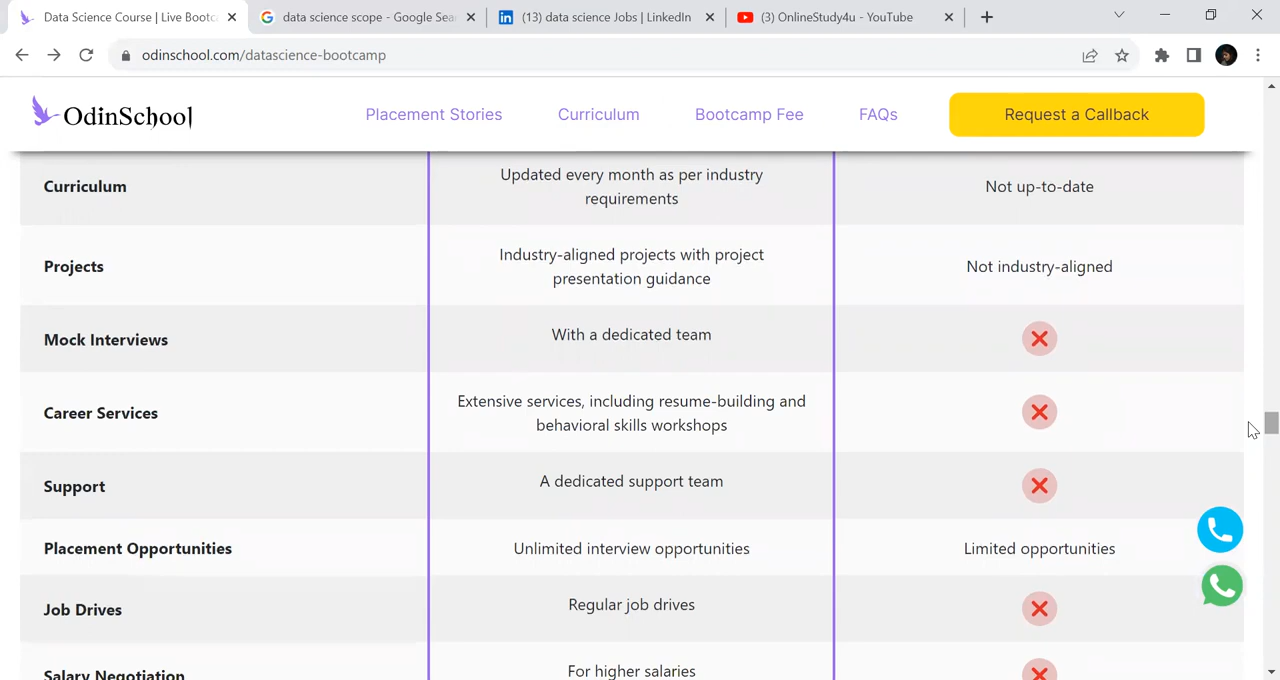 Data Science Course | Live Bootc
data science scope - Google Sea
(13) data science Jobs | LinkedIn
(3) OnlineStudy4u - YouTube
odinschool.com/datascience-bootcamp
OdinSchool
Placement Stories
Curriculum
Bootcamp Fee
FAQs
Request a Callback
Curriculum
Updated every month as per industry
requirements
Not up-to-date
Projects
Industry-aligned projects with project
presentation guidance
Not industry-aligned
Mock Interviews
With a dedicated team
Career Services
Extensive services, including resume-building and
behavioral skills workshops
Support
A dedicated support team
Placement Opportunities
Unlimited interview opportunities
Limited opportunities
Job Drives
Regular job drives
Salary Negotiation
For higher salaries